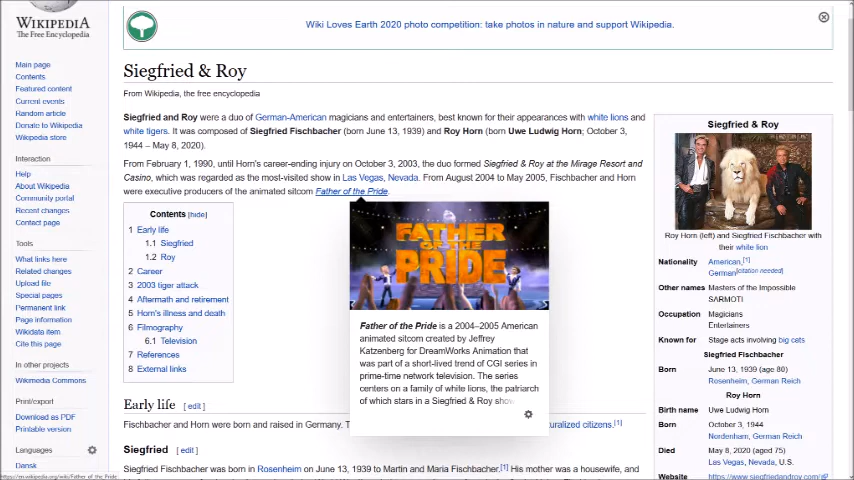 WIKIPEDIA
The Free Encyclopedia
Main page
Contents
Featured content
Current events
Random article
Donate to Wikipedia
Wikipedia store
Interaction
Help
About Wikipedia
Community portal
Recent changes
Contact page
Tools
What links here
Related changes
Upload file
Special pages
Permanent link
Page information
Wikidata item
Cite this page
In other projects
Wikimedia Commons
Print/export
Download as PDF
Printable version
Languages
Dansk
https://en.wikipedia.org/wiki/Father_of_the_Pride
Wiki Loves Earth 2020 photo competition: take photos in nature and support Wikipedia.
Siegfried & Roy
From Wikipedia, the free encyclopedia
Siegfried and Roy were a duo of German-American magicians and entertainers, best known for their appearances with white lions and
white tigers. It was composed of Siegfried Fischbacher (born June 13, 1939) and Roy Horn (born Uwe Ludwig Horn; October 3,
1944 – May 8, 2020).
From February 1, 1990, until Horn's career-ending injury on October 3, 2003, the duo formed Siegfried & Roy at the Mirage Resort and
Casino, which was regarded as the most-visited show in Las Vegas, Nevada. From August 2004 to May 2005, Fischbacher and Horn
were executive producers of the animated sitcom Father of the Pride.
Contents [hide]
1 Early life
1.1 Siegfried
1.2 Roy
2 Career
3 2003 tiger attack
4 Aftermath and retirement
5 Horn's illness and death
6 Filmography
6.1 Television
7 References
8 External links
FATHER
OF THE
PRIDE
Father of the Pride is a 2004–2005 American
animated sitcom created by Jeffrey
Katzenberg for DreamWorks Animation that
was part of a short-lived trend of CGI series in
prime-time network television. The series
centers on a family of white lions, the patriarch
of which stars in a Siegfried & Roy show
Early life [ edit ]
Fischbacher and Horn were born and raised in Germany. T
uralized citizens.[1]
Siegfried [ edit ]
Siegfried Fischbacher was born in Rosenheim on June 13, 1939 to Martin and Maria Fischbacher.[1] His mother was a housewife, and
Siegfried & Roy
Roy Horn (left) and Siegfried Fischbacher with
their white lion
Nationality American,[1]
German[citation needed]
Other names Masters of the Impossible
SARMOTI
Occupation Magicians
Entertainers
Known for Stage acts involving big cats
Siegfried Fischbacher
Born June 13, 1939 (age 80)
Rosenheim, German Reich
Roy Horn
Birth name Uwe Ludwig Horn
Born October 3, 1944
Nordenham, German Reich
Died May 8, 2020 (aged 75)
Las Vegas, Nevada, U.S.
Website https://www.siegfriedandroy.com/